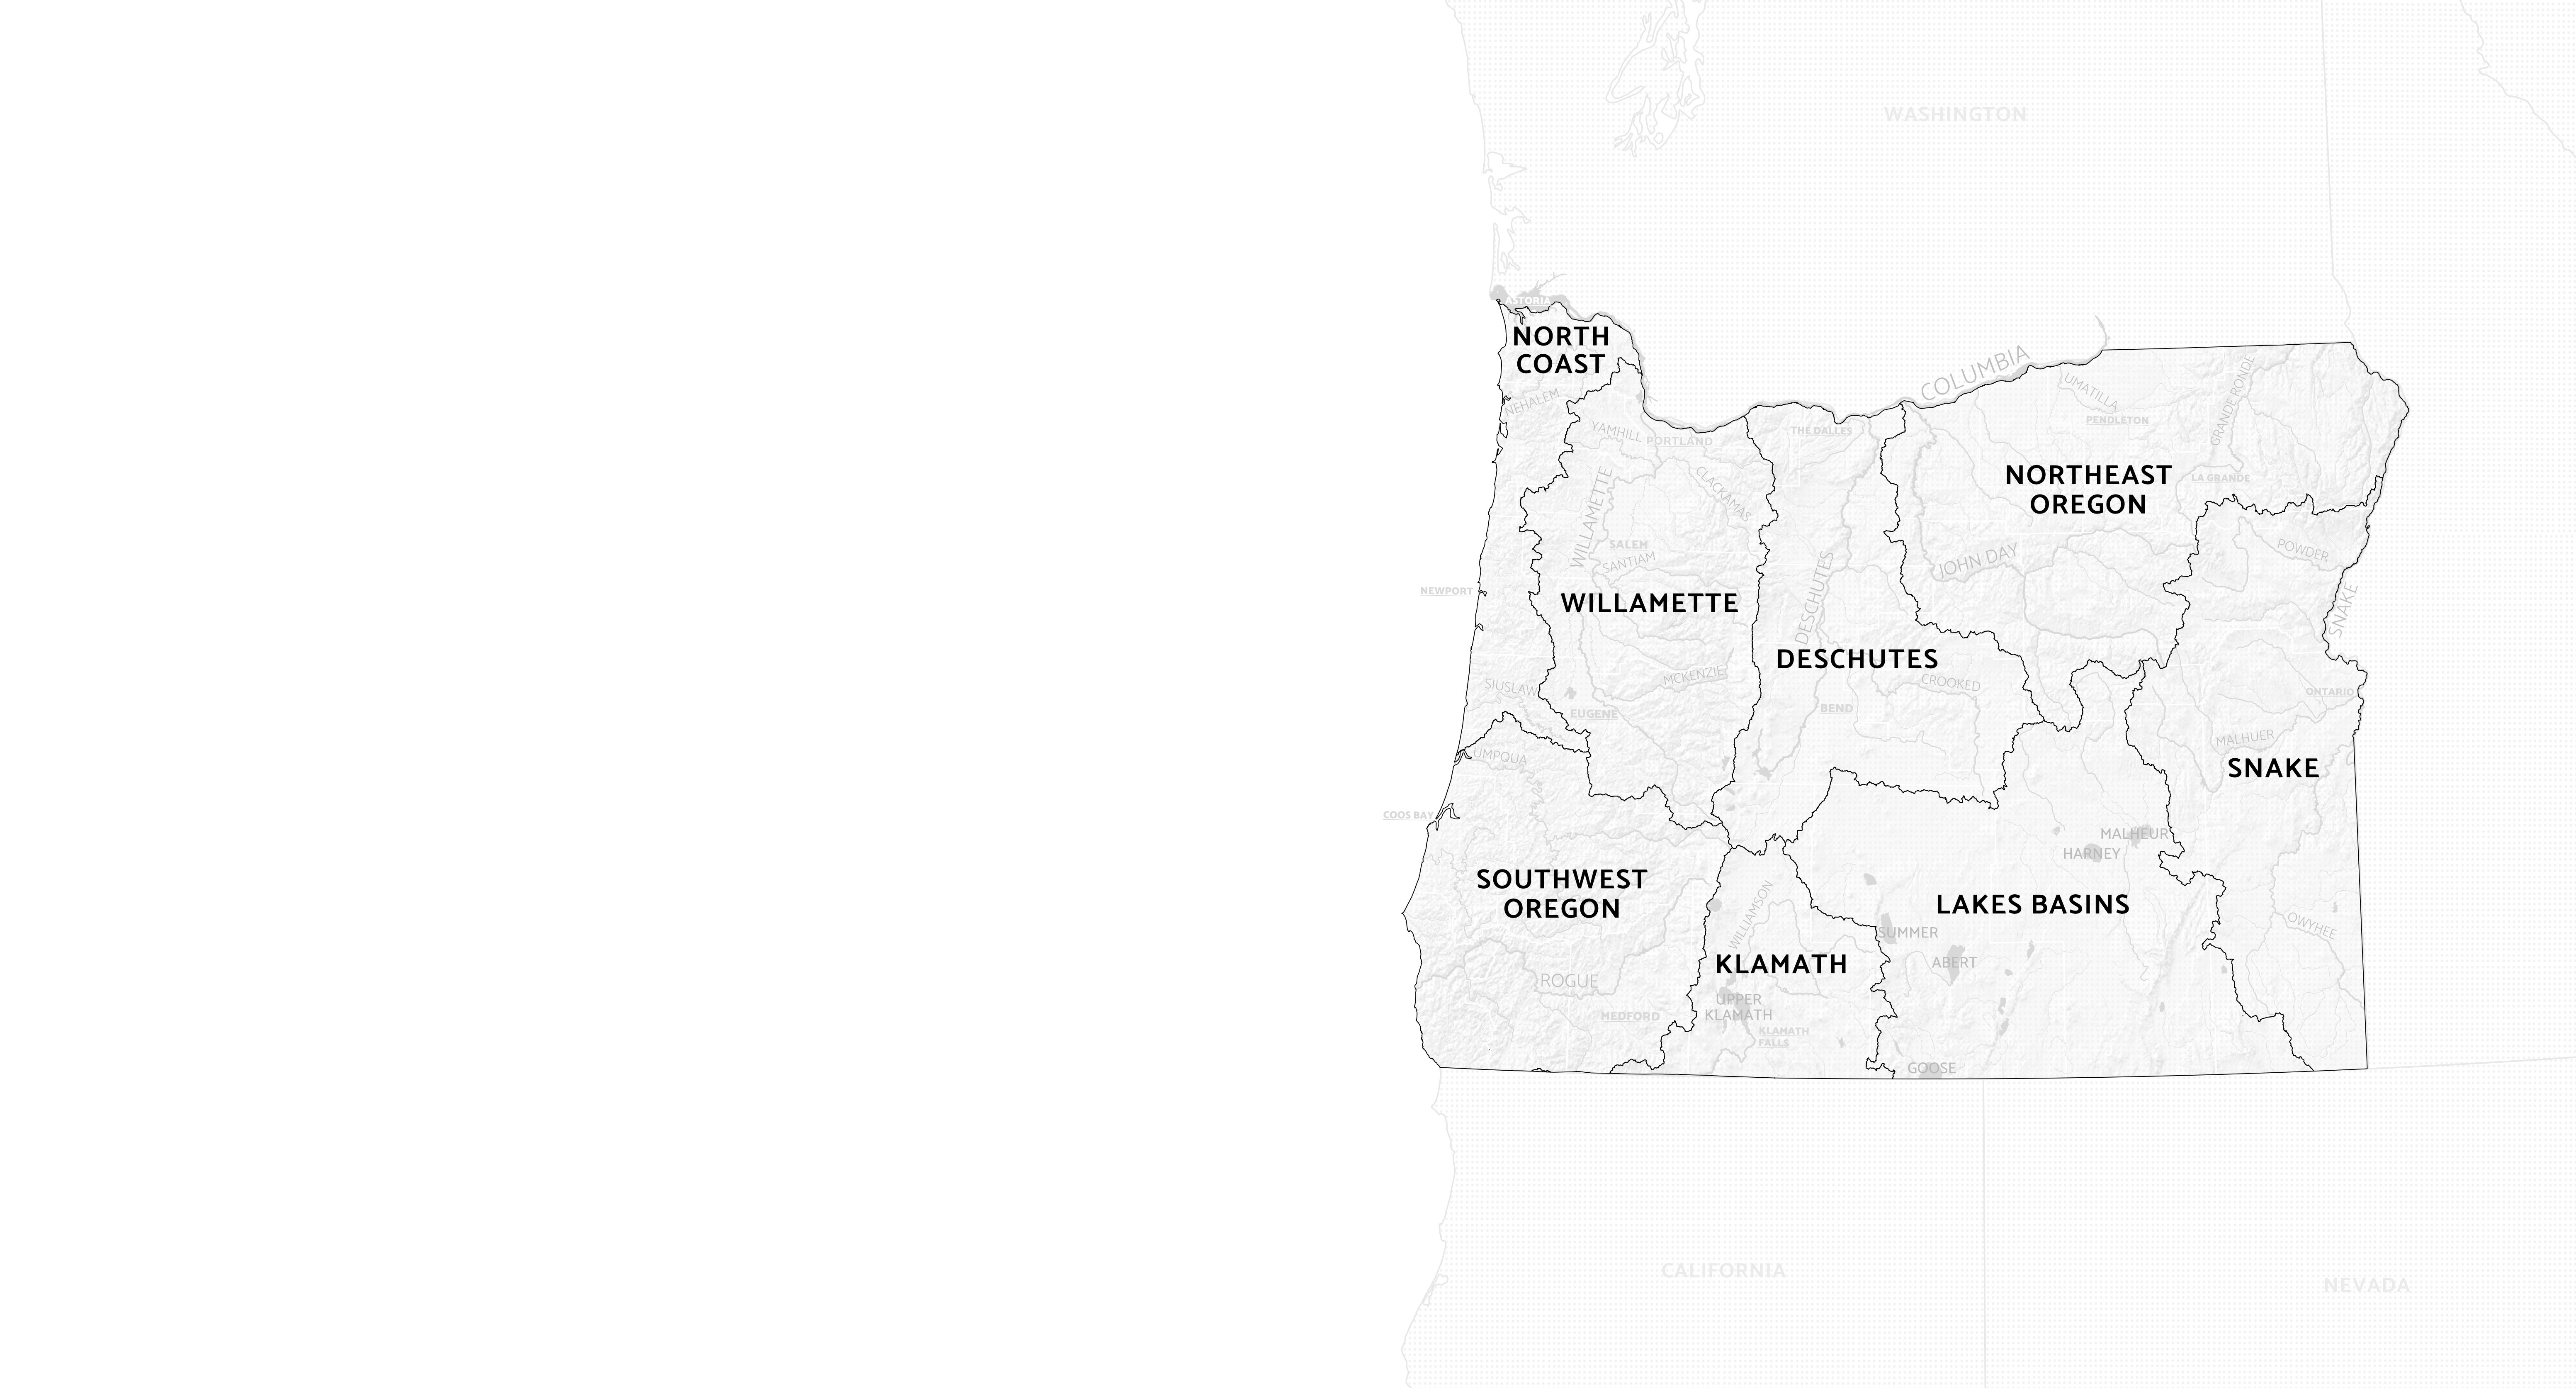 WASHINGTON
ASTORIA
NORTH
COAST
COLUMBIA
NEHALEM
UMATILLA
GRANDE RONDE
PENDLETON
YAMHILL
PORTLAND
THE DALLES
CLACKAMAS
WILLAMETTE
NORTHEAST
OREGON
LA GRANDE
SALEM
SANTIAM
JOHN DAY
POWDER
NEWPORT
WILLAMETTE
DESCHUTES
SNAKE
DESCHUTES
MCKENZIE
CROOKED
SIUSLAW
ONTARIO
EUGENE
BEND
MALHUER
UMPQUA
SNAKE
COOS BAY
MALHEUR
HARNEY
SOUTHWEST
OREGON
LAKES BASINS
WILLIAMSON
OWYHEE
SUMMER
ABERT
KLAMATH
ROGUE
UPPER
KLAMATH
MEDFORD
KLAMATH
FALLS
GOOSE
CALIFORNIA
NEVADA